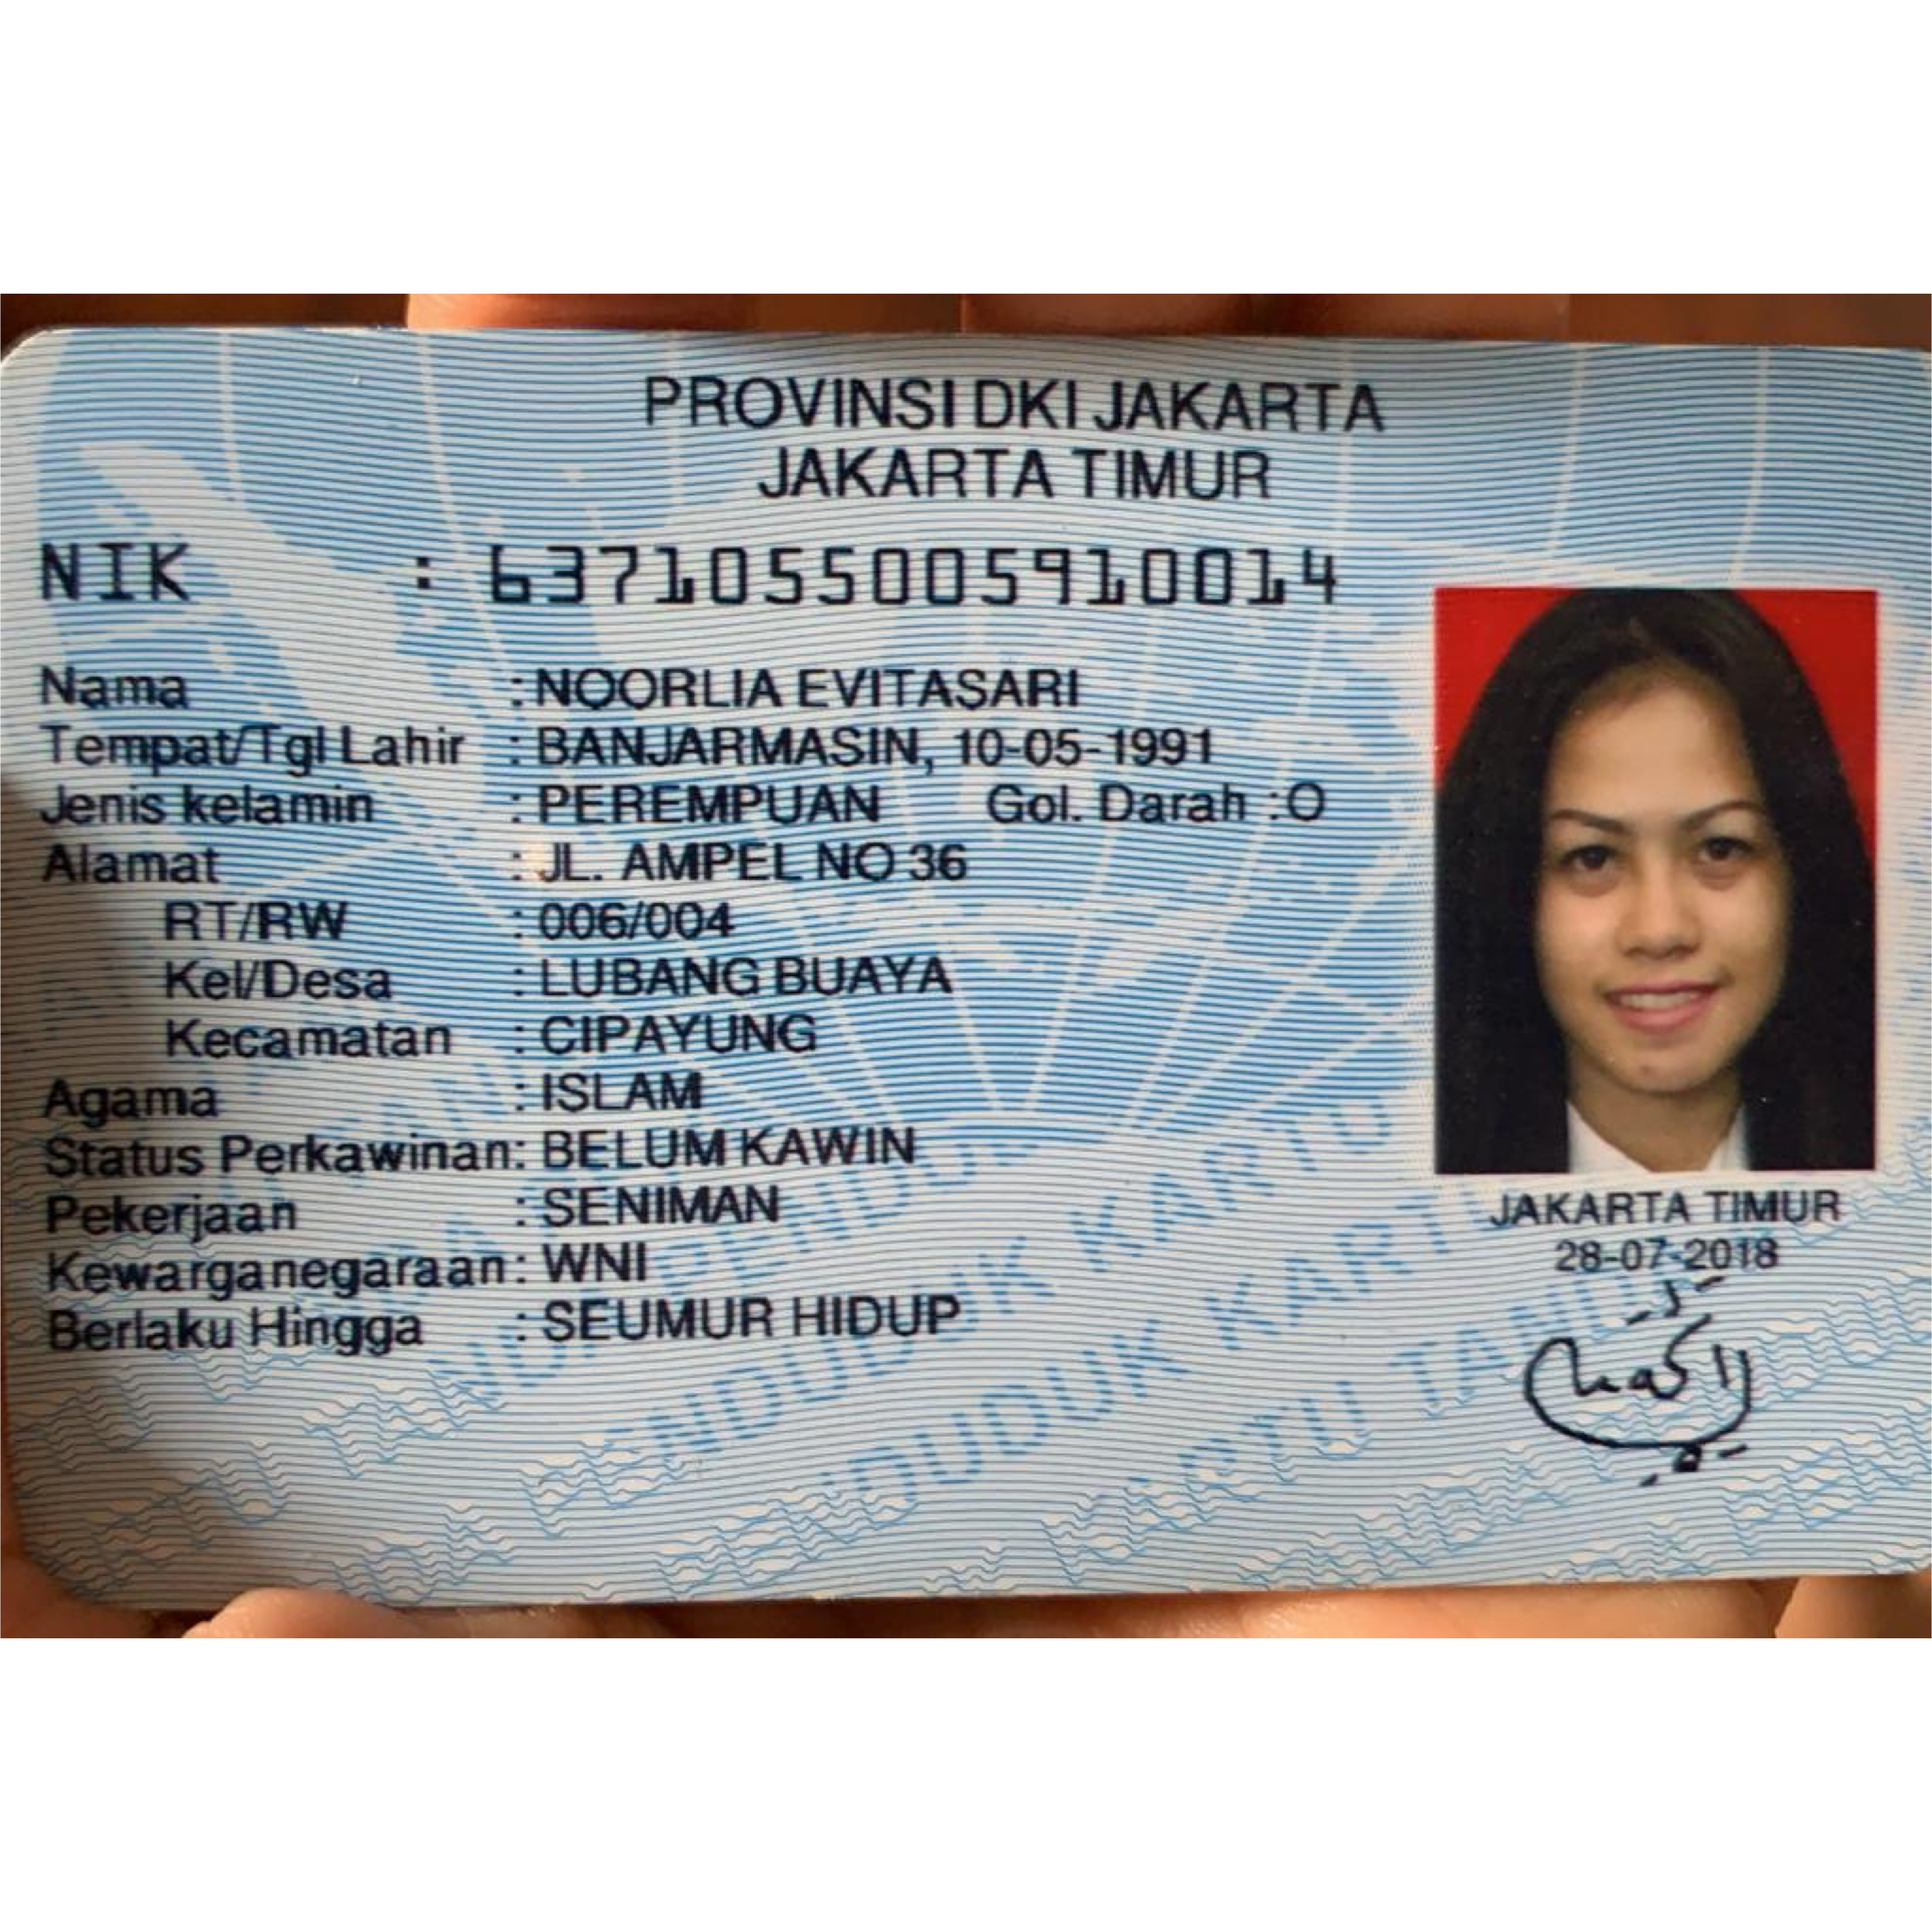 PROVINSI DKI JAKARTA
JAKARTA TIMUR
NIK : 6371055005910014
Nama : NOORLIA EVITASARI
Tempat/Tgl Lahir : BANJARMASIN, 10-05-1991
Jenis kelamin : PEREMPUAN Gol. Darah :O
Alamat : JL. AMPEL NO 36
RT/RW : 006/004
Kel/Desa : LUBANG BUAYA
Kecamatan : CIPAYUNG
Agama : ISLAM
Status Perkawinan: BELUM KAWIN
Pekerjaan : SENIMAN
Kewarganegaraan: WNI
Berlaku Hingga : SEUMUR HIDUP
JAKARTA TIMUR
28-07-2018